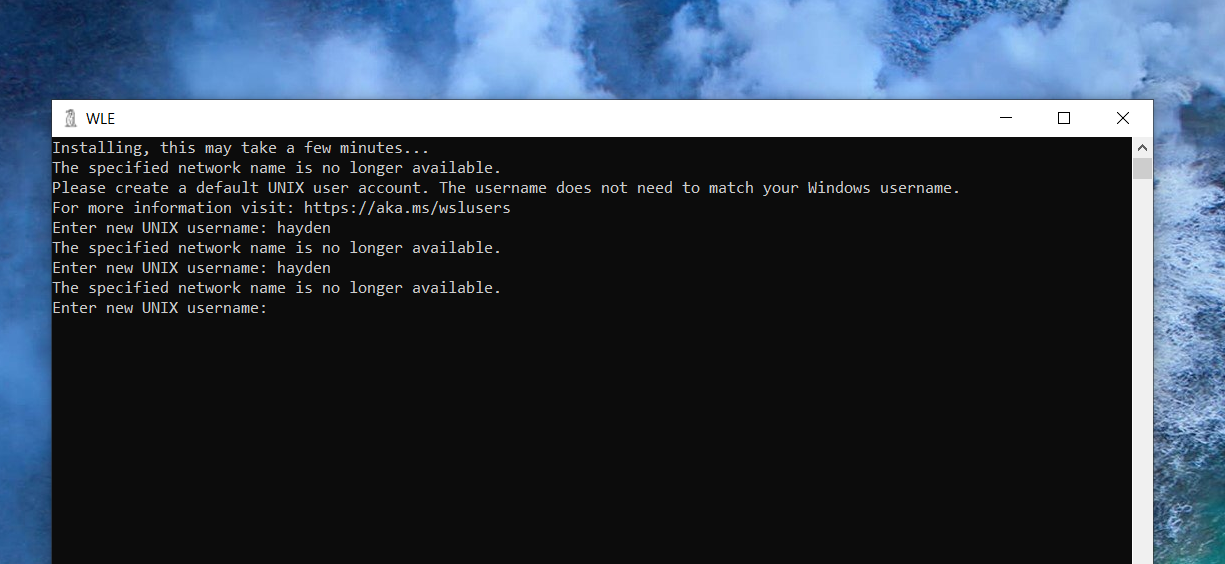 WLE
Installing, this may take a few minutes...
The specified network name is no longer available.
Please create a default UNIX user account. The username does not need to match your Windows username.
For more information visit: https://aka.ms/wslusers
Enter new UNIX username: hayden
The specified network name is no longer available.
Enter new UNIX username: hayden
The specified network name is no longer available.
Enter new UNIX username: